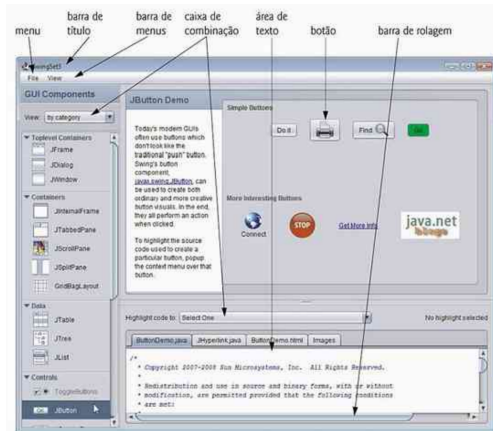 menu
barra de título
barra de menus
caixa de combinação
área de texto
botão
barra de rolagem
SwingSet3
File View
GUI Components
View: by category
Toplevel Containers
JFrame
JDialog
JWindow
Containers
JInternalFrame
JTabbedPane
JScrollPane
JSplitPane
GridBagLayout
Data
JTable
JTree
JList
Controls
ToggleButtons
JButton
JButton Demo
Today's modern GUIs
often use buttons which
don't look like the
traditional "push" button.
Swing's button
component,
javax.swing.JButton, can
be used to create both
ordinary and more creative
button visuals. In the end,
they all perform an action
when clicked.
To highlight the source
code used to create a
particular button, popup
the context menu over that
button.
Simple Buttons
Do it
Find
Go
More Interesting Buttons
Connect
STOP
Get More Info
java.net
blogs
Highlight code to: Select One
No highlight selected
ButtonDemo.java JHyperlink.java ButtonDemo.html Images
/*
* Copyright 2007-2008 Sun Microsystems, Inc. All Rights Reserved.
*
* Redistribution and use in source and binary forms, with or without
* modification, are permitted provided that the following conditions
* are met: